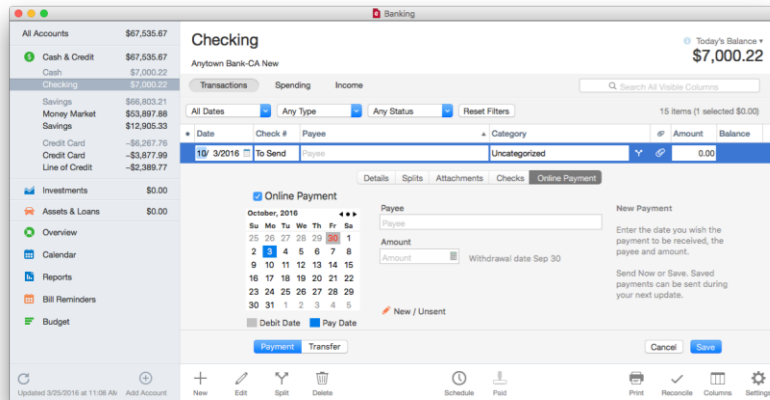 Banking
All Accounts $67,535.67
Cash & Credit $67,535.67
Cash $7,000.22
Checking $7,000.22
Savings $66,803.21
Money Market $53,897.88
Savings $12,905.33
Credit Card –$6,267.76
Credit Card –$3,877.99
Line of Credit –$2,389.77
Investments $0.00
Assets & Loans $0.00
Overview
Calendar
Reports
Bill Reminders
Budget
Updated 3/25/2016 at 11:08 AM
Add Account
Checking
Today's Balance
$7,000.22
Anytown Bank-CA New
Transactions Spending Income
Search All Visible Columns
All Dates Any Type Any Status Reset Filters
15 items (1 selected $0.00)
Date Check # Payee Category Amount Balance
10/ 3/2016 To Send Payee Uncategorized 0.00
Details Splits Attachments Checks Online Payment
Online Payment
October, 2016
Su Mo Tu We Th Fr Sa
25 26 27 28 29 30 1
2 3 4 5 6 7 8
9 10 11 12 13 14 15
16 17 18 19 20 21 22
23 24 25 26 27 28 29
30 31 1 2 3 4 5
Debit Date Pay Date
Payee
Payee
Amount
Amount Withdrawal date Sep 30
New / Unsent
New Payment
Enter the date you wish the
payment to be received, the
payee and amount.
Send Now or Save. Saved
payments can be sent during
your next update.
Payment Transfer
Cancel Save
New Edit Split Delete Schedule Paid Print Reconcile Columns Settings